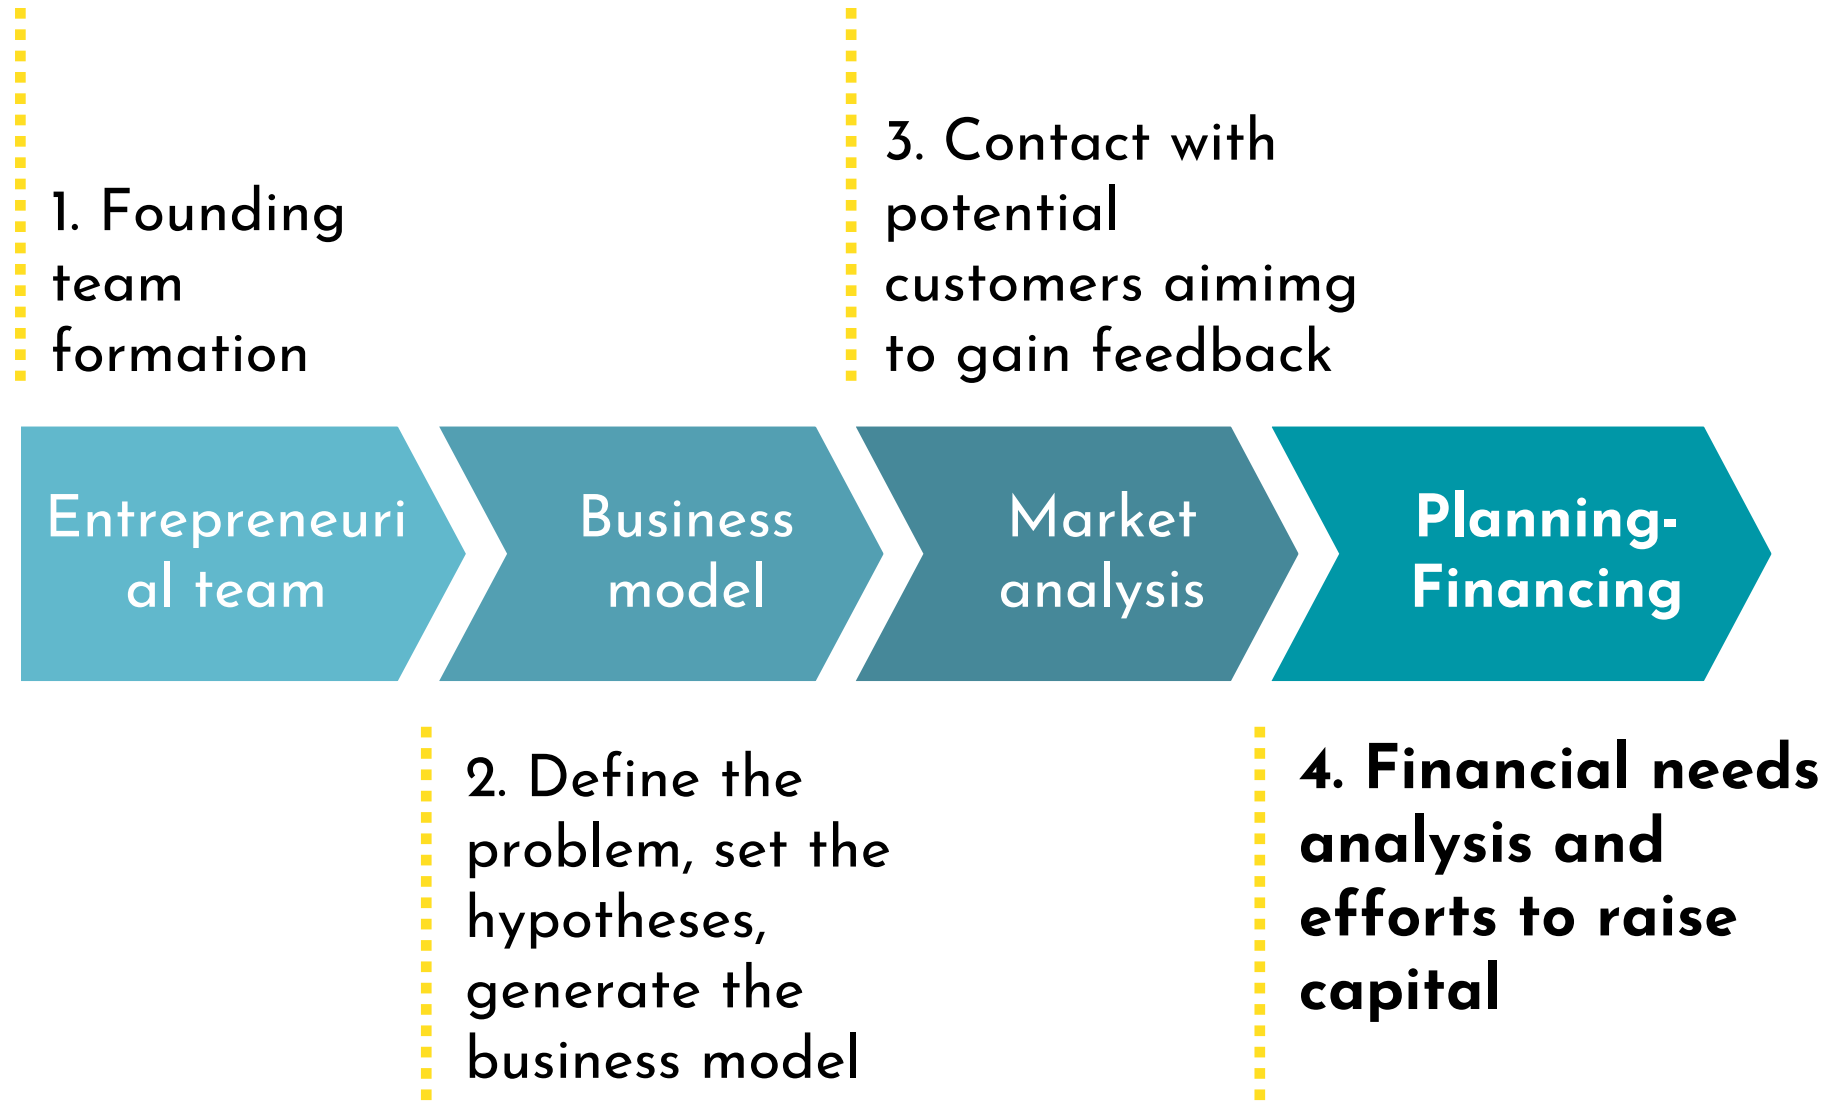 1. Founding
team
formation
3. Contact with
potential
customers aimimg
to gain feedback
Entrepreneuri
al team
Business
model
Market
analysis
Planning-
Financing
2. Define the
problem, set the
hypotheses,
generate the
business model
4. Financial needs
analysis and
efforts to raise
capital